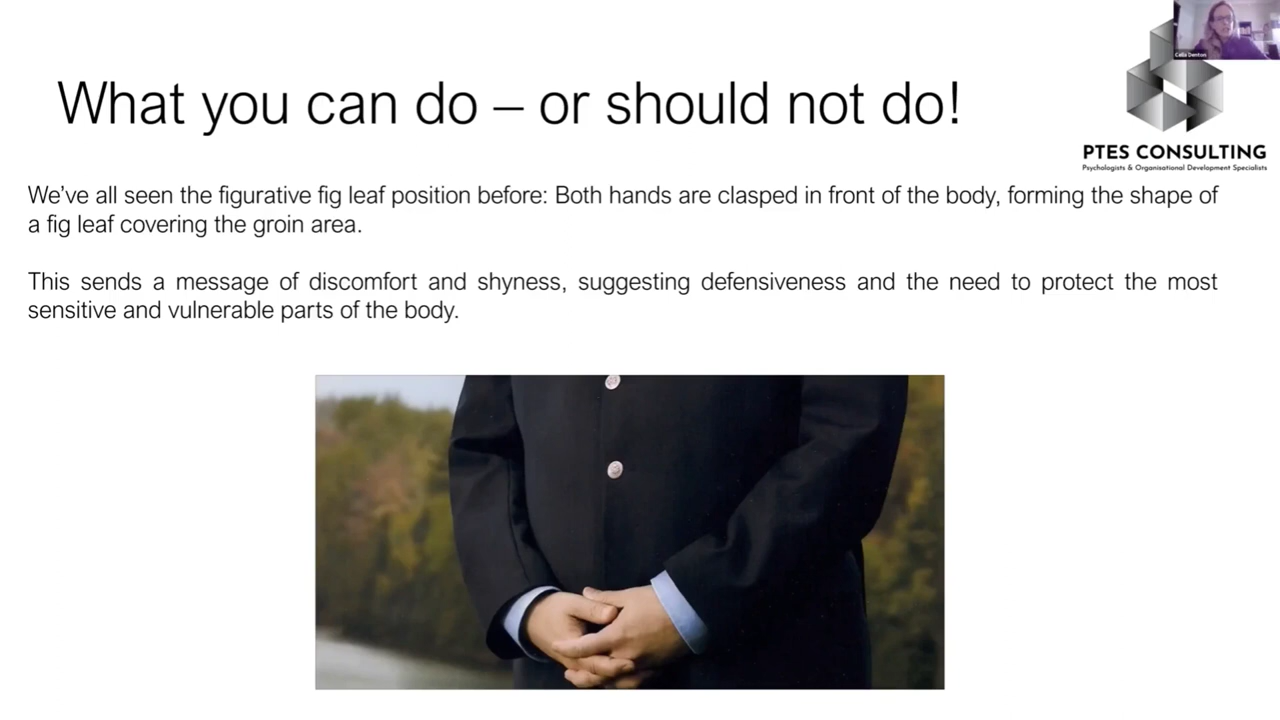 Celia Denton
What you can do – or should not do!
PTES CONSULTING
Psychologists & Organisational Development Specialists
We’ve all seen the figurative fig leaf position before: Both hands are clasped in front of the body, forming the shape of
a fig leaf covering the groin area.
This sends a message of discomfort and shyness, suggesting defensiveness and the need to protect the most
sensitive and vulnerable parts of the body.